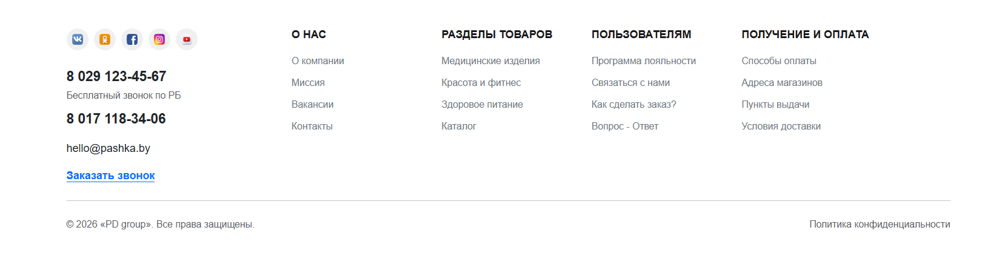 8 029 123-45-67
Бесплатный звонок по РБ
8 017 118-34-06
hello@pashka.by
Заказать звонок
О НАС
О компании
Миссия
Вакансии
Контакты
РАЗДЕЛЫ ТОВАРОВ
Медицинские изделия
Красота и фитнес
Здоровое питание
Каталог
ПОЛЬЗОВАТЕЛЯМ
Программа лояльности
Связаться с нами
Как сделать заказ?
Вопрос - Ответ
ПОЛУЧЕНИЕ И ОПЛАТА
Способы оплаты
Адреса магазинов
Пункты выдачи
Условия доставки
© 2026 «PD group». Все права защищены.
Политика конфиденциальности